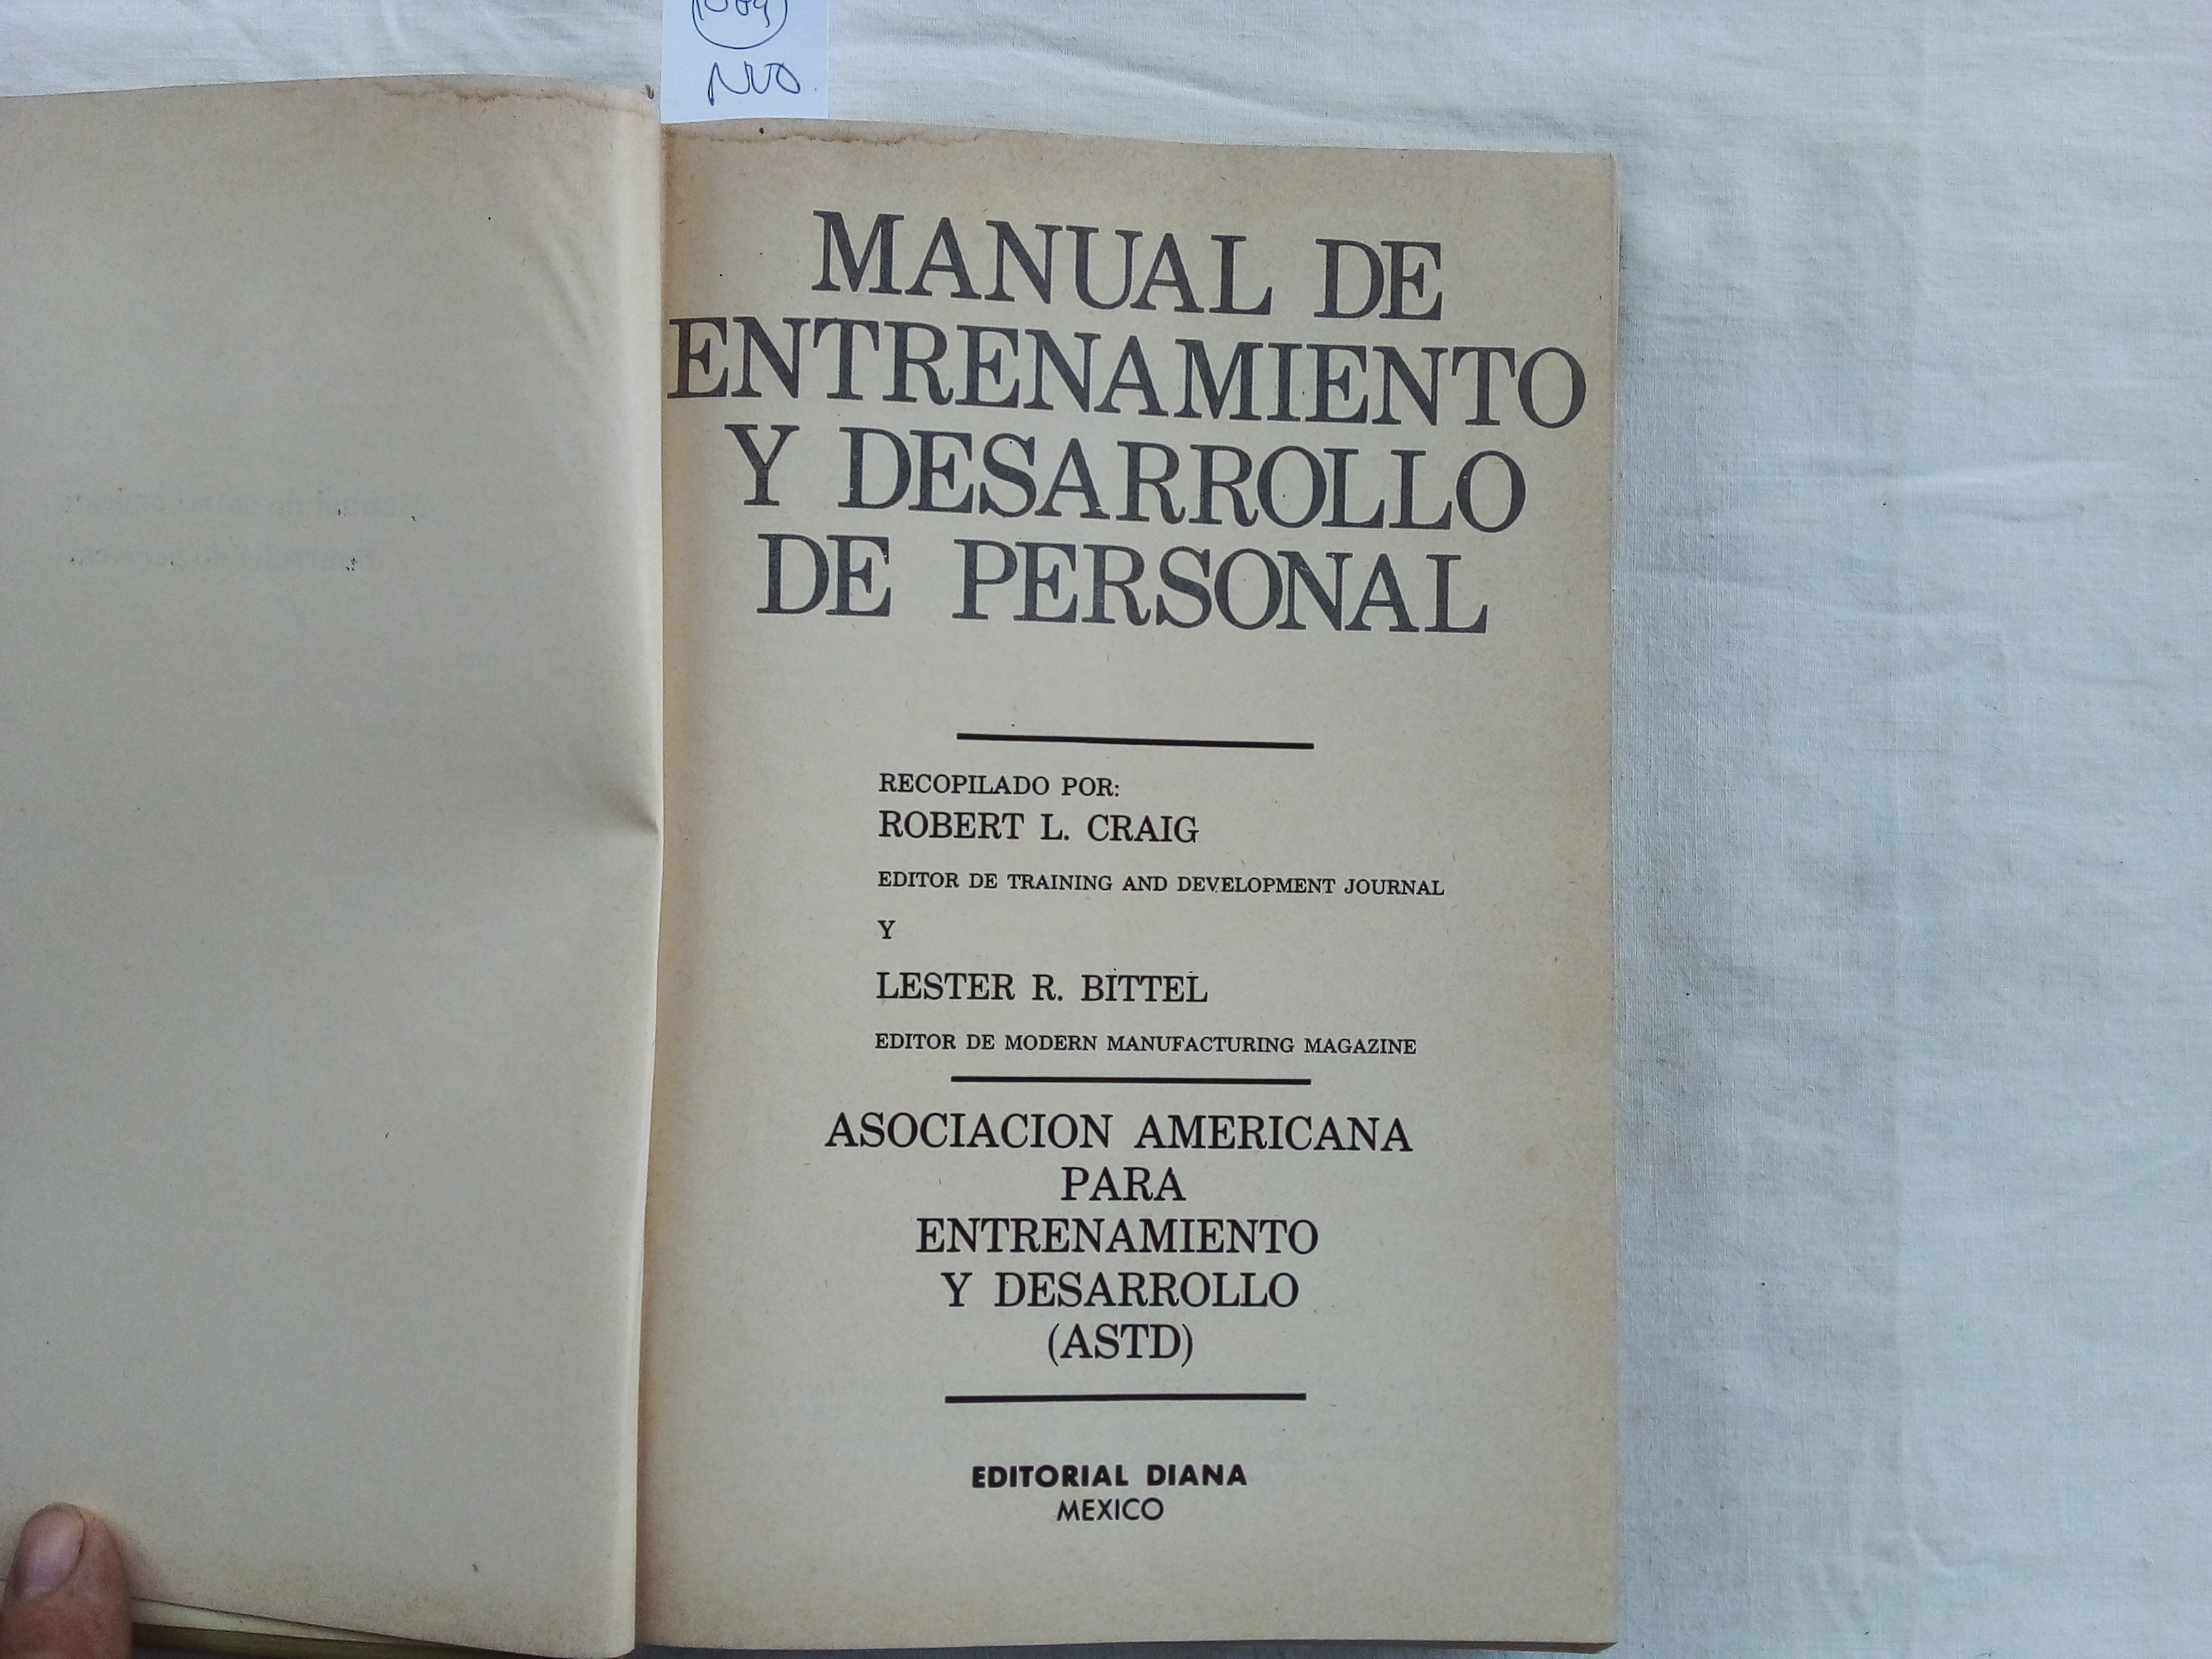 MANUAL DE
ENTRENAMIENTO
Y DESARROLLO
DE PERSONAL
RECOPILADO POR:
ROBERT L. CRAIG
EDITOR DE TRAINING AND DEVELOPMENT JOURNAL
Y
LESTER R. BITTEL
EDITOR DE MODERN MANUFACTURING MAGAZINE
ASOCIACION AMERICANA
PARA
ENTRENAMIENTO
Y DESARROLLO
(ASTD)
EDITORIAL DIANA
MEXICO